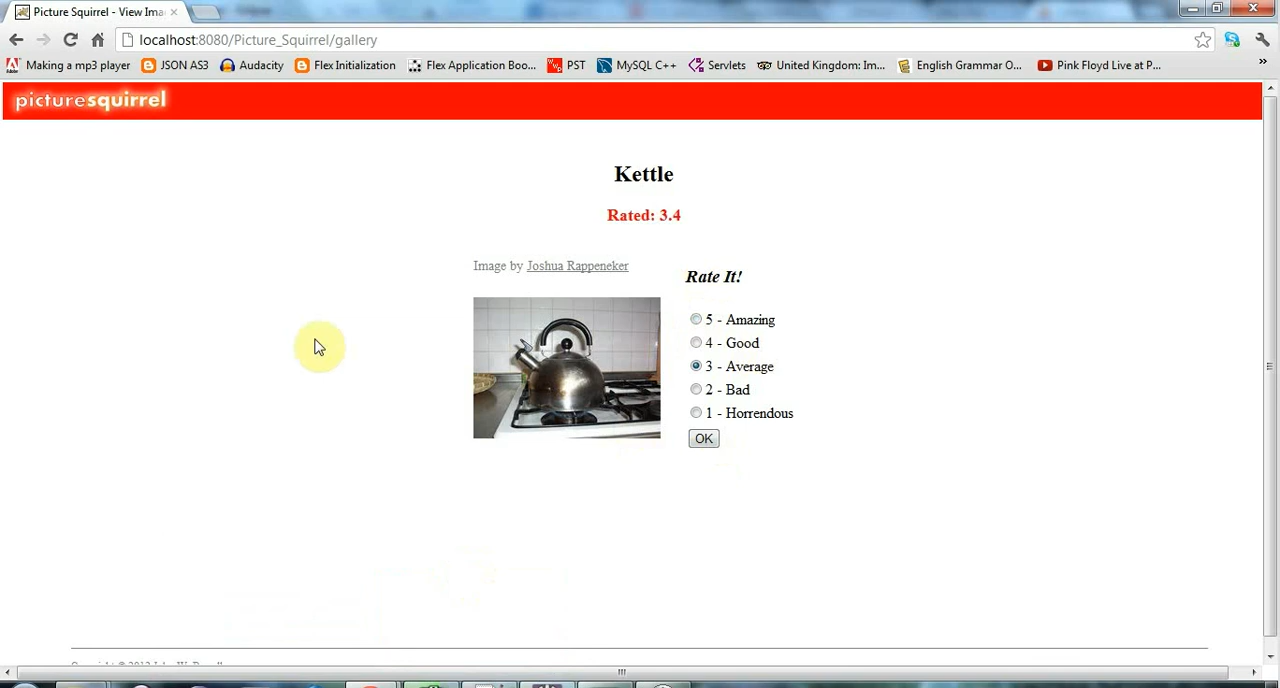 Picture Squirrel - View Ima
localhost:8080/Picture_Squirrel/gallery
Making a mp3 player JSON AS3 Audacity Flex Initialization Flex Application Boo... PST MySQL C++ Servlets United Kingdom: Im... English Grammar O... Pink Floyd Live at P... »
picturesquirrel
Kettle
Rated: 3.4
Image by Joshua Rappeneker
Rate It!
5 - Amazing
4 - Good
3 - Average
2 - Bad
1 - Horrendous
OK